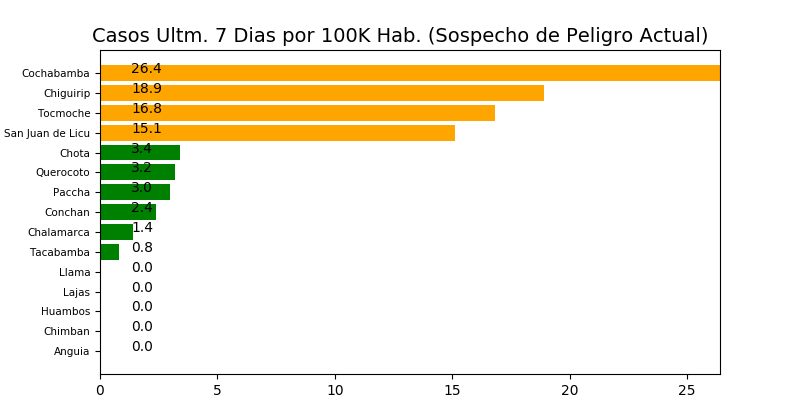 Casos Ultm. 7 Dias por 100K Hab. (Sospecho de Peligro Actual)
Cochabamba 26.4
Chiguirip 18.9
Tocmoche 16.8
San Juan de Licu 15.1
Chota 3.4
Querocoto 3.2
Paccha 3.0
Conchan 2.4
Chalamarca 1.4
Tacabamba 0.8
Llama 0.0
Lajas 0.0
Huambos 0.0
Chimban 0.0
Anguia 0.0
0 5 10 15 20 25